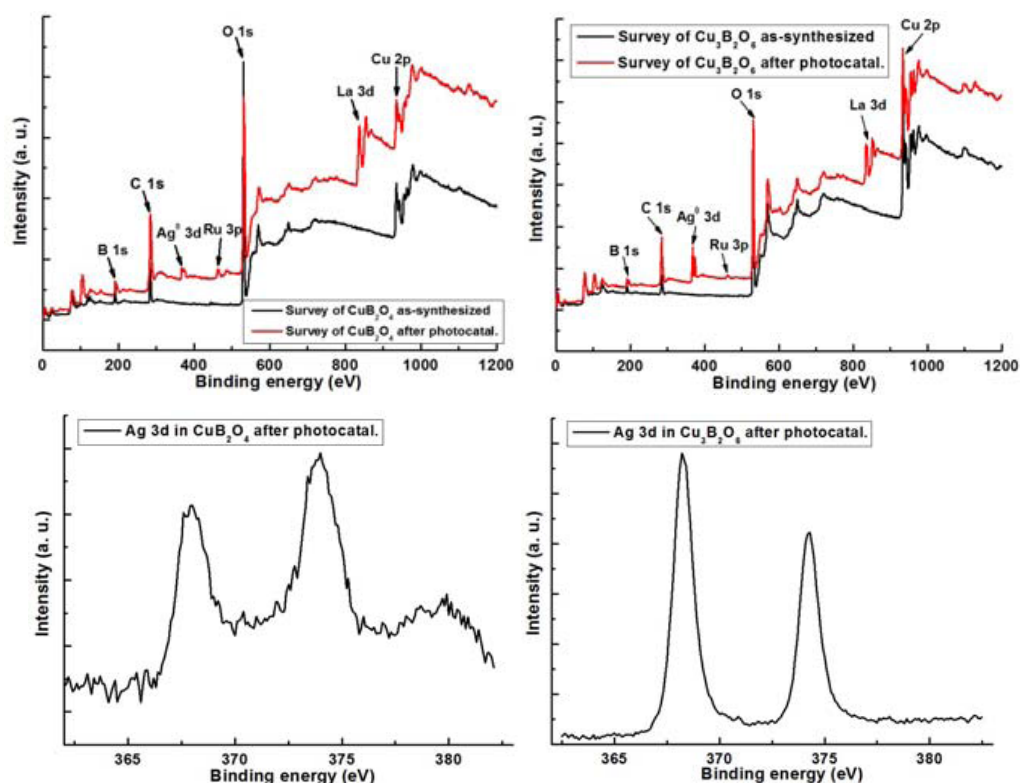 O 1s
Cu 2p
La 3d
C 1s
B 1s
Ag⁰ 3d
Ru 3p
Intensity (a. u.)
Survey of CuB₂O₄ as-synthesized
Survey of CuB₂O₄ after photocatal.
0 200 400 600 800 1000 1200
Binding energy (eV)
Survey of Cu₃B₂O₆ as-synthesized
Survey of Cu₃B₂O₆ after photocatal.
Cu 2p
O 1s
La 3d
C 1s
Ag⁰ 3d
B 1s
Ru 3p
Intensity (a. u.)
0 200 400 600 800 1000 1200
Binding energy (eV)
Ag 3d in CuB₂O₄ after photocatal.
Intensity (a. u.)
365 370 375 380
Binding energy (eV)
Ag 3d in Cu₃B₂O₆ after photocatal.
Intensity (a. u.)
365 370 375 380
Binding energy (eV)